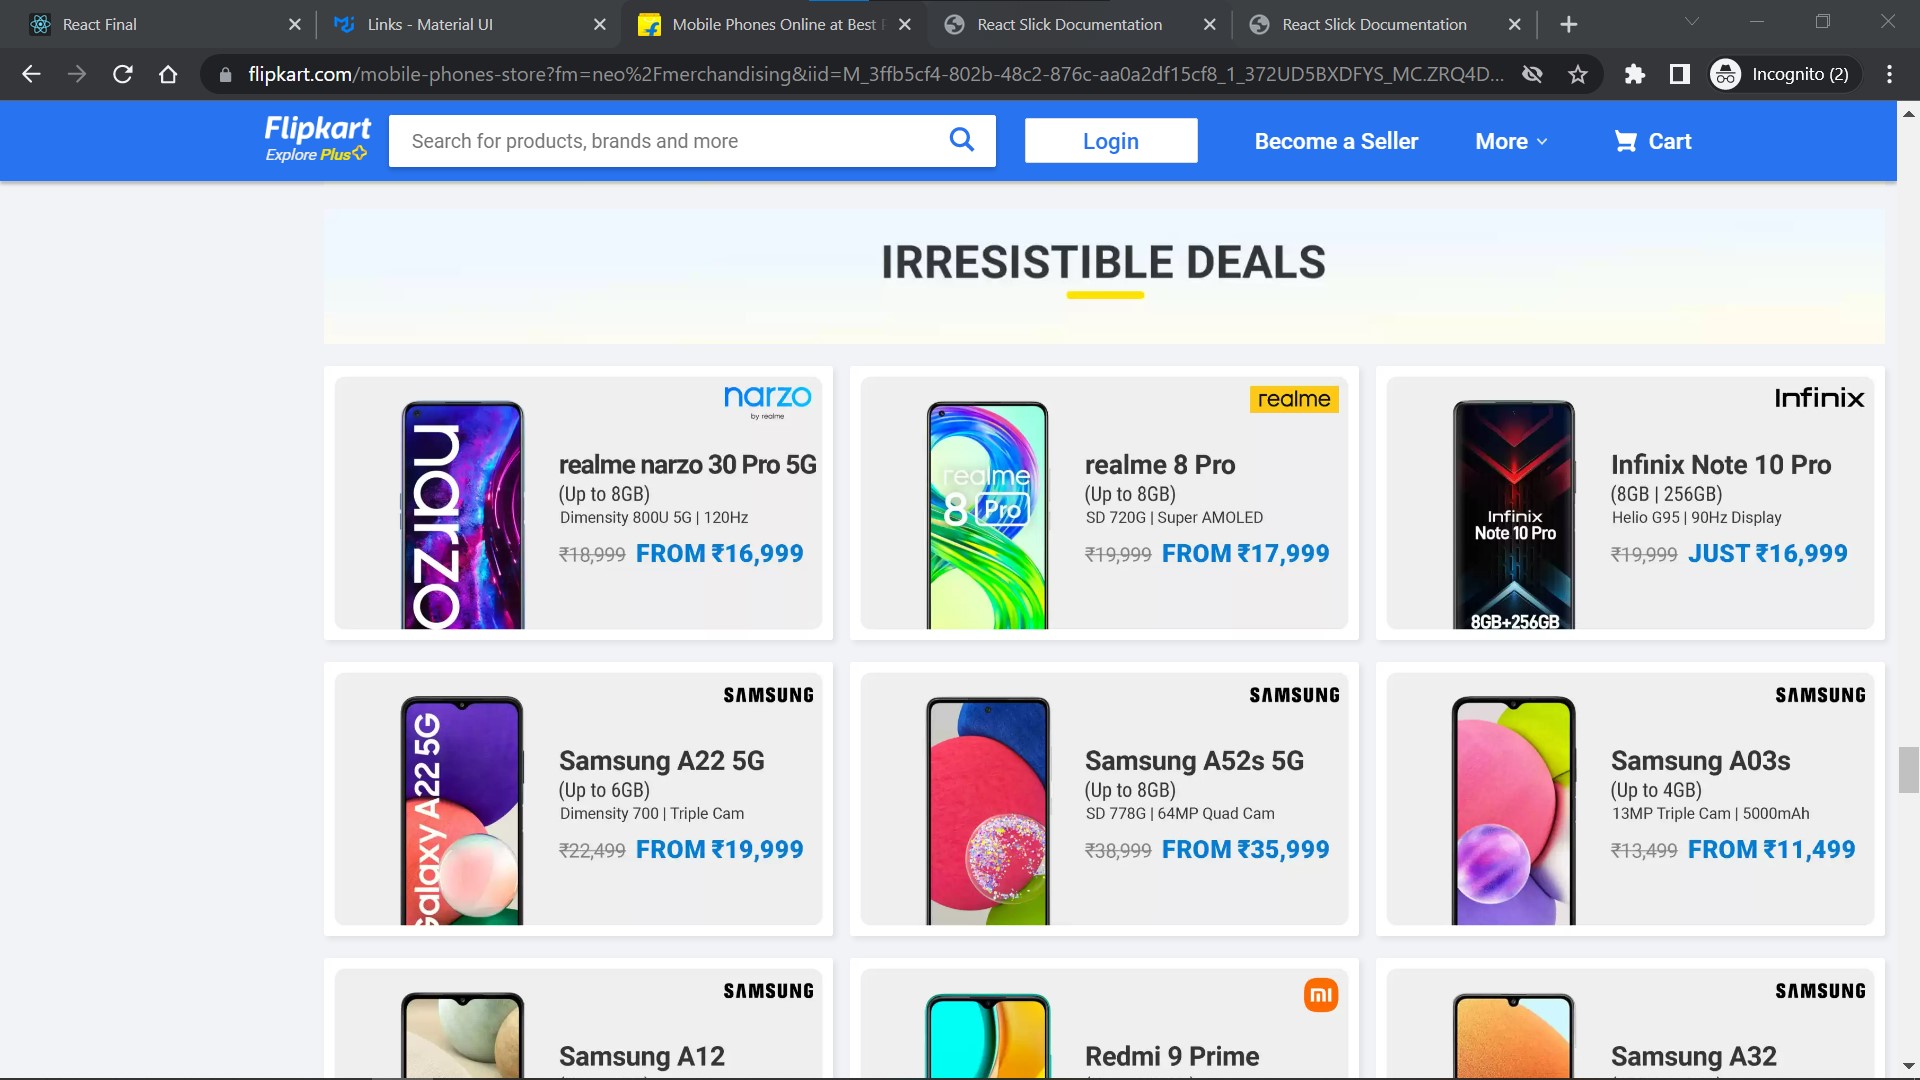 React Final
Links - Material UI
Mobile Phones Online at Best
React Slick Documentation
React Slick Documentation
flipkart.com/mobile-phones-store?fm=neo%2Fmerchandising&iid=M_3ffb5cf4-802b-48c2-876c-aa0a2df15cf8_1_372UD5BXDFYS_MC.ZRQ4D...
Incognito (2)
Flipkart
Explore Plus
Search for products, brands and more
Login
Become a Seller
More
Cart
IRRESISTIBLE DEALS
narzo
by realme
narzo
realme narzo 30 Pro 5G
(Up to 8GB)
Dimensity 800U 5G | 120Hz
₹18,999 FROM ₹16,999
realme
realme
8 Pro
realme 8 Pro
(Up to 8GB)
SD 720G | Super AMOLED
₹19,999 FROM ₹17,999
Infinix
Infinix
Note 10 Pro
8GB+256GB
Infinix Note 10 Pro
(8GB | 256GB)
Helio G95 | 90Hz Display
₹19,999 JUST ₹16,999
SAMSUNG
Galaxy A22 5G
Samsung A22 5G
(Up to 6GB)
Dimensity 700 | Triple Cam
₹22,499 FROM ₹19,999
SAMSUNG
Samsung A52s 5G
(Up to 8GB)
SD 778G | 64MP Quad Cam
₹38,999 FROM ₹35,999
SAMSUNG
Samsung A03s
(Up to 4GB)
13MP Triple Cam | 5000mAh
₹13,499 FROM ₹11,499
SAMSUNG
Samsung A12
mi
Redmi 9 Prime
SAMSUNG
Samsung A32